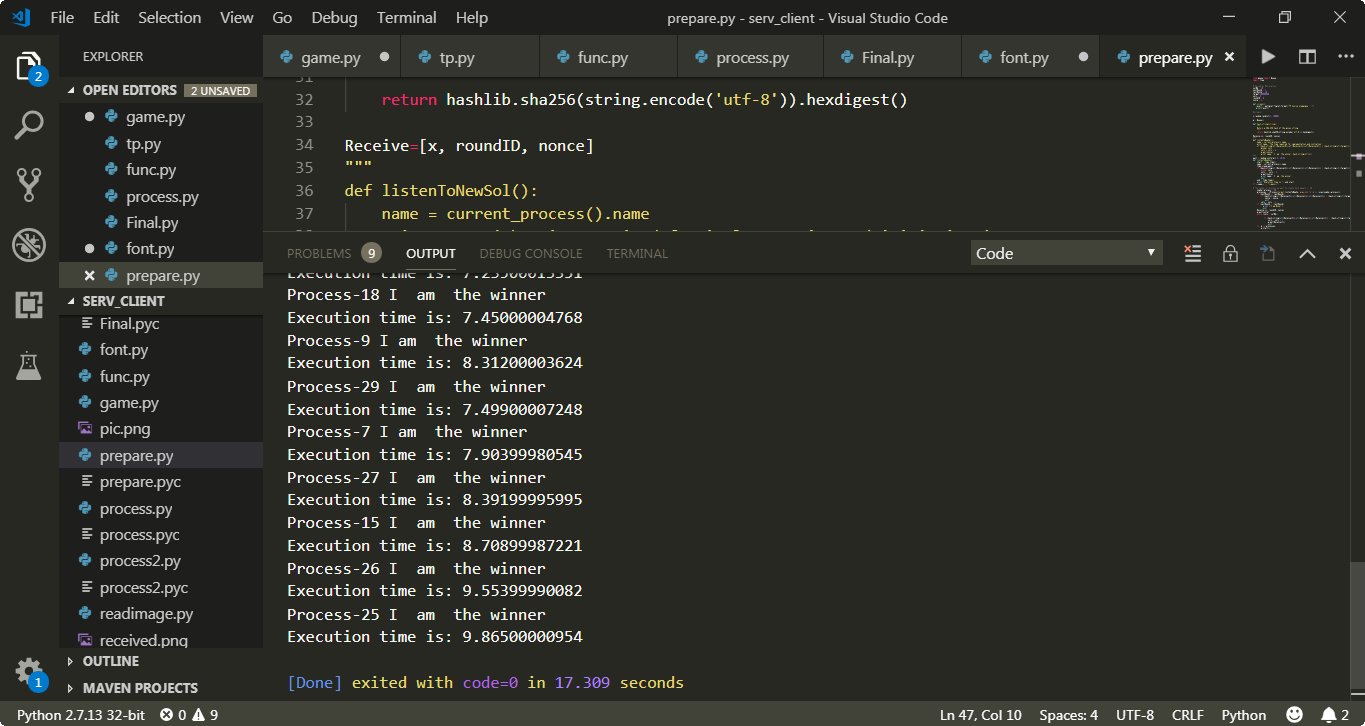 File Edit Selection View Go Debug Terminal Help prepare.py - serv_client - Visual Studio Code
EXPLORER
game.py tp.py func.py process.py Final.py font.py prepare.py
2
OPEN EDITORS 2 UNSAVED
game.py
tp.py
func.py
process.py
Final.py
font.py
prepare.py
SERV_CLIENT
Final.pyc
font.py
func.py
game.py
pic.png
prepare.py
prepare.pyc
process.py
process.pyc
process2.py
process2.pyc
readimage.py
received.png
OUTLINE
MAVEN PROJECTS
1
31
32 return hashlib.sha256(string.encode('utf-8')).hexdigest()
33
34 Receive=[x, roundID, nonce]
35 """
36 def listenToNewSol():
37 name = current_process().name
PROBLEMS 9 OUTPUT DEBUG CONSOLE TERMINAL Code
Execution time is:
Process-18 I  am  the winner
Execution time is: 7.45000004768
Process-9 I am  the winner
Execution time is: 8.31200003624
Process-29 I  am  the winner
Execution time is: 7.49900007248
Process-7 I am  the winner
Execution time is: 7.90399980545
Process-27 I  am  the winner
Execution time is: 8.39199995995
Process-15 I  am  the winner
Execution time is: 8.70899987221
Process-26 I  am  the winner
Execution time is: 9.55399990082
Process-25 I  am  the winner
Execution time is: 9.86500000954
[Done] exited with code=0 in 17.309 seconds
Python 2.7.13 32-bit 0 9 Ln 47, Col 10 Spaces: 4 UTF-8 CRLF Python 2